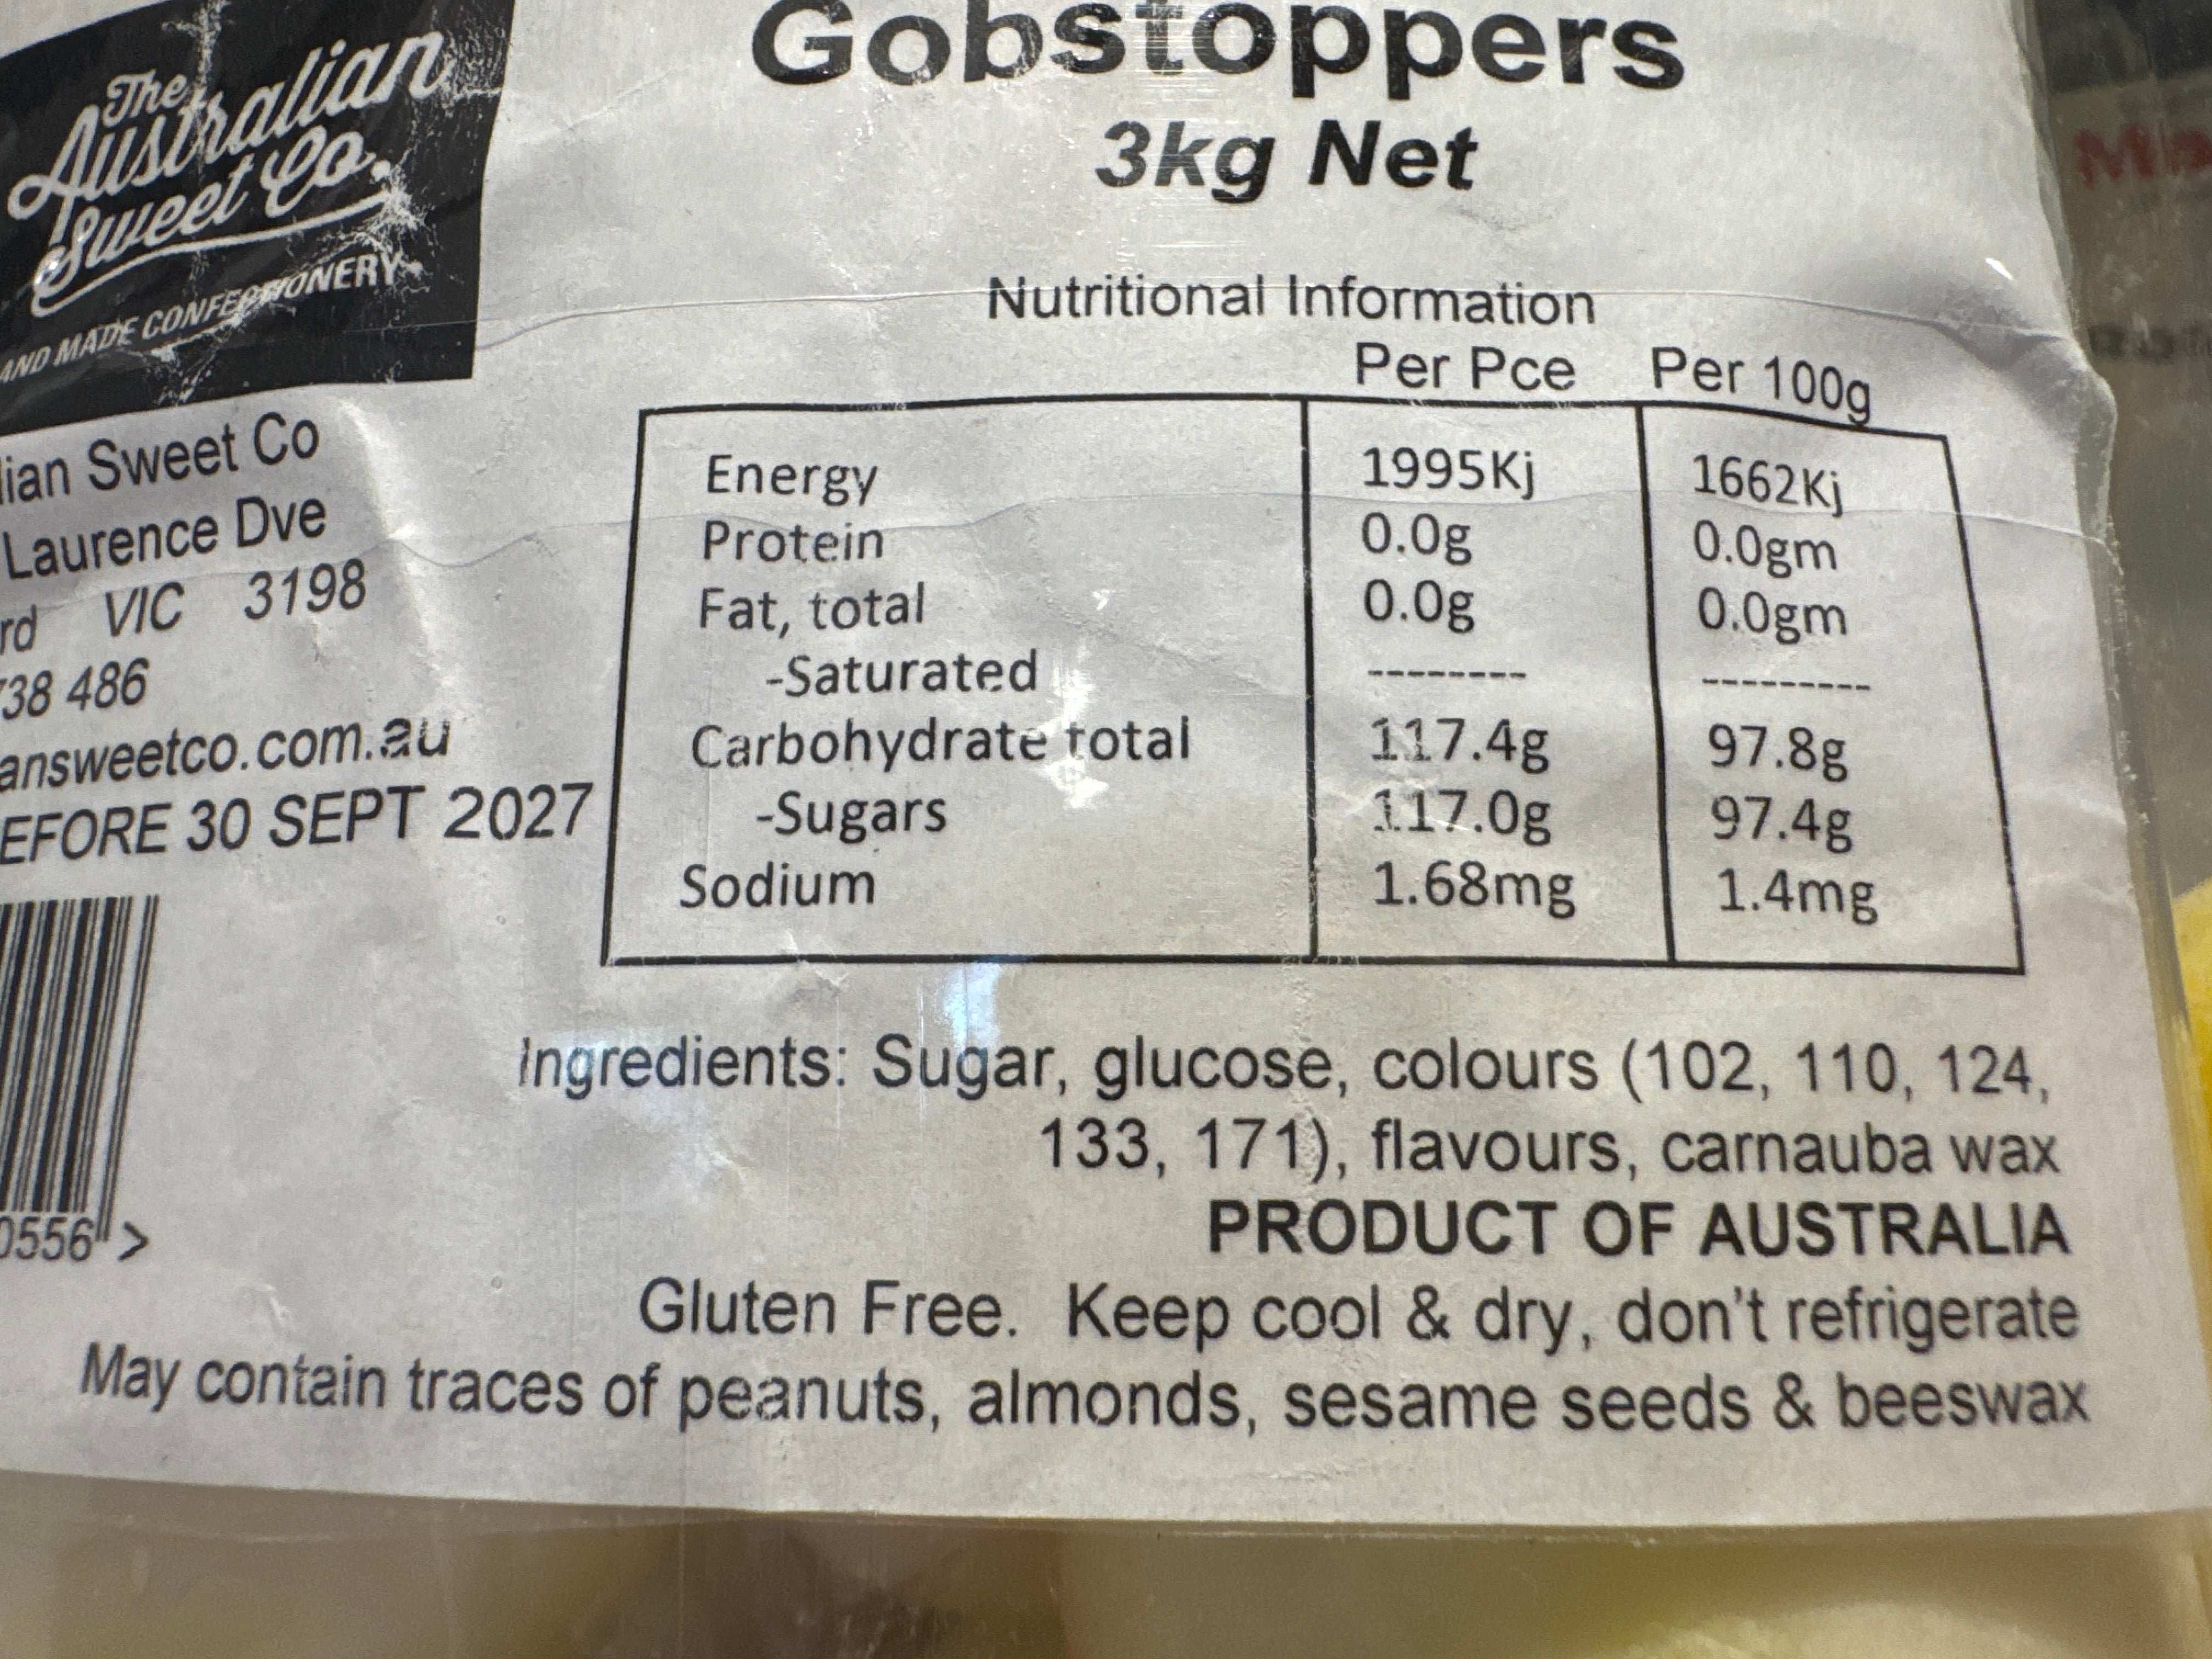 Gobstoppers
3kg Net
The
Australian
Sweet Co.
AND MADE CONFECTIONERY
lian Sweet Co
Laurence Dve
rd VIC 3198
738 486
answeetco.com.au
EFORE 30 SEPT 2027
0556 >
Nutritional Information
Per Pce Per 100g
Energy 1995Kj 1662Kj
Protein 0.0g 0.0gm
Fat, total 0.0g 0.0gm
-Saturated -------- ---------
Carbohydrate total 117.4g 97.8g
-Sugars 117.0g 97.4g
Sodium 1.68mg 1.4mg
Ingredients: Sugar, glucose, colours (102, 110, 124,
133, 171), flavours, carnauba wax
PRODUCT OF AUSTRALIA
Gluten Free. Keep cool & dry, don't refrigerate
May contain traces of peanuts, almonds, sesame seeds & beeswax